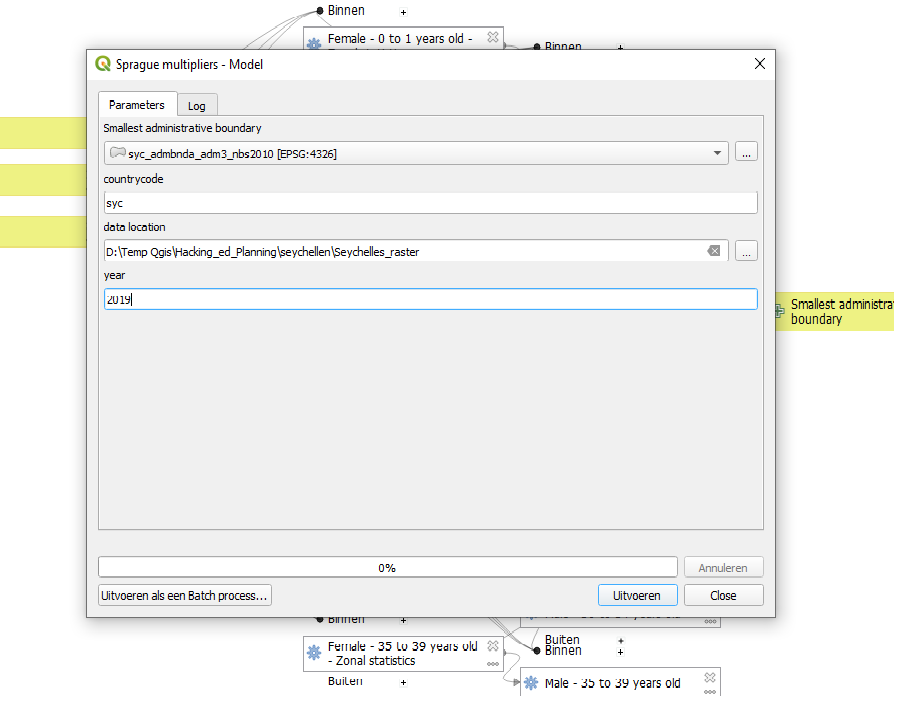 Binnen +
Female - 0 to 1 years old -
Binnen +
Sprague multipliers - Model
Parameters Log
Smallest administrative boundary
syc_admbnda_adm3_nbs2010 [EPSG:4326] ...
countrycode
syc
data location
D:\Temp Qgis\Hacking_ed_Planning\seychellen\Seychelles_raster ...
year
2019
Smallest administra
boundary
0% Annuleren
Uitvoeren als een Batch process... Uitvoeren Close
Binnen +
Buiten +
Female - 35 to 39 years old
- Zonal statistics
Binnen +
Buiten +
Male - 35 to 39 years old